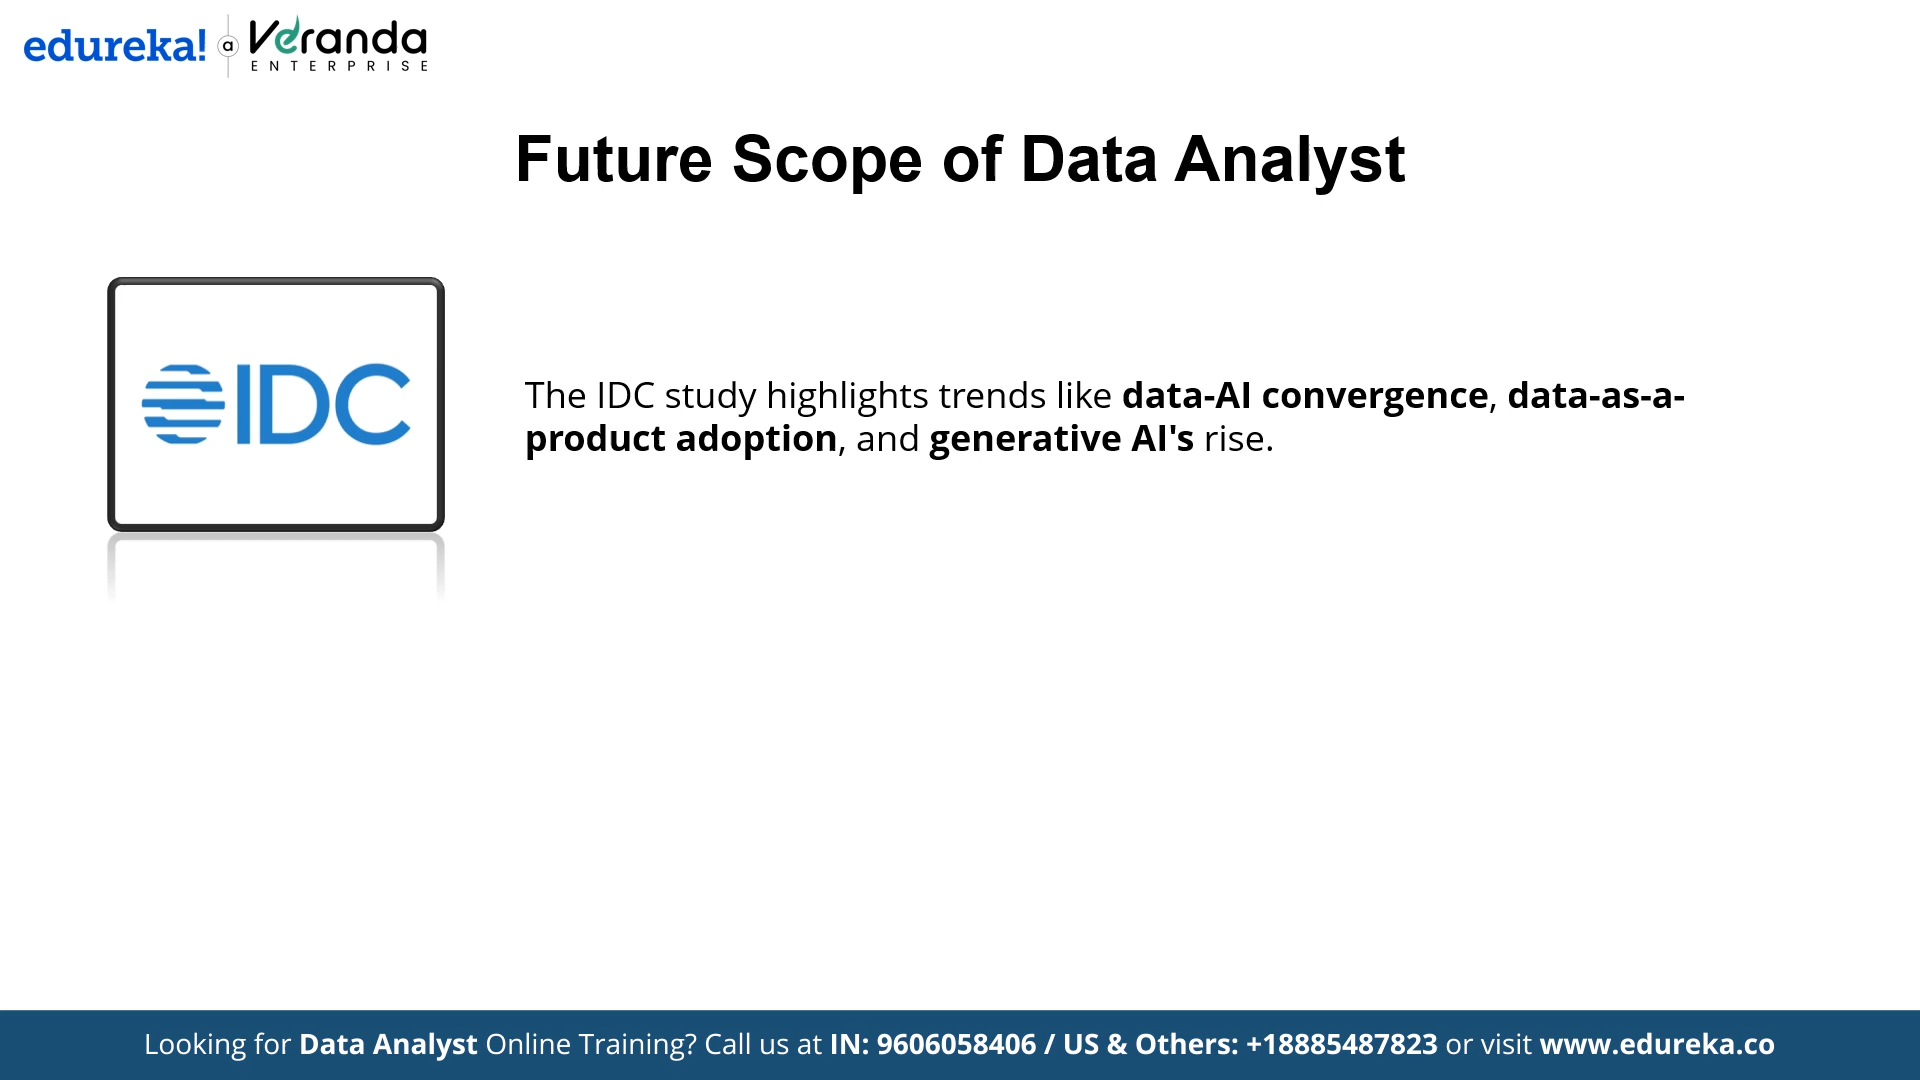 edureka! a Veranda
ENTERPRISE
Future Scope of Data Analyst
IDC
The IDC study highlights trends like data-AI convergence, data-as-a-
product adoption, and generative AI's rise.
Looking for Data Analyst Online Training? Call us at IN: 9606058406 / US & Others: +18885487823 or visit www.edureka.co